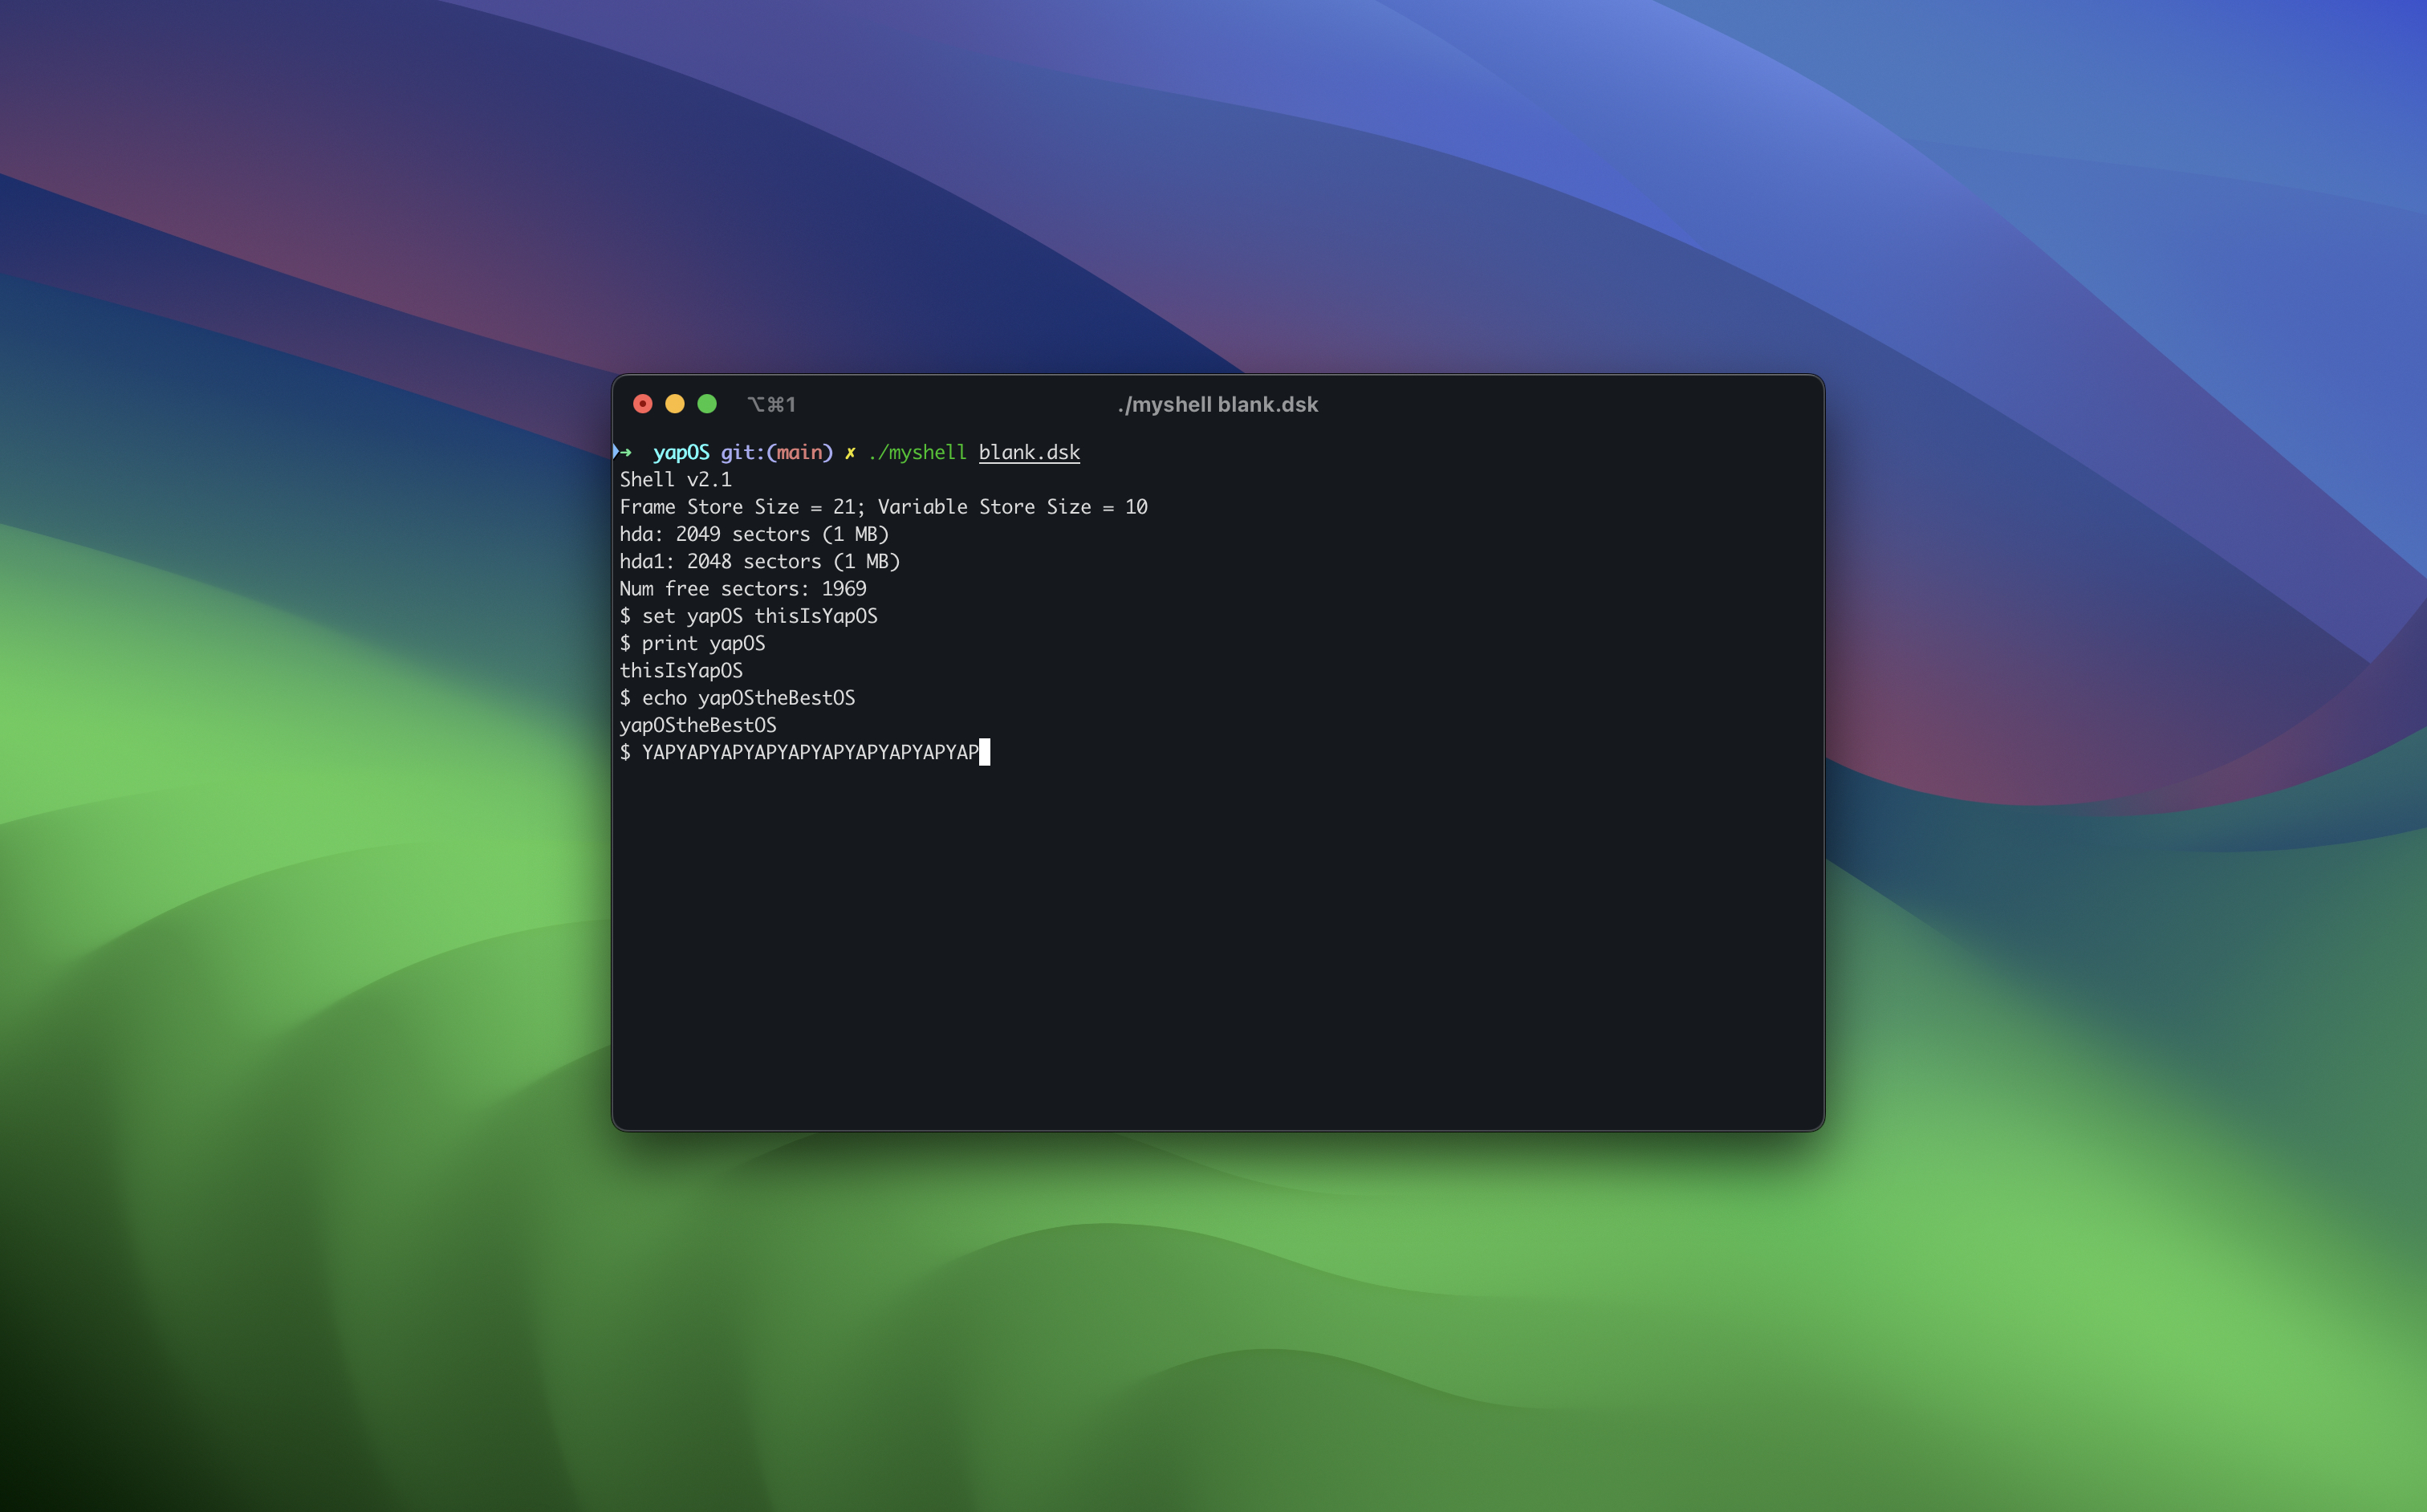 ⌥⌘1 ./myshell blank.dsk
➜ yapOS git:(main) ✗ ./myshell blank.dsk
Shell v2.1
Frame Store Size = 21; Variable Store Size = 10
hda: 2049 sectors (1 MB)
hda1: 2048 sectors (1 MB)
Num free sectors: 1969
$ set yapOS thisIsYapOS
$ print yapOS
thisIsYapOS
$ echo yapOStheBestOS
yapOStheBestOS
$ YAPYAPYAPYAPYAPYAPYAPYAPYAPYAP